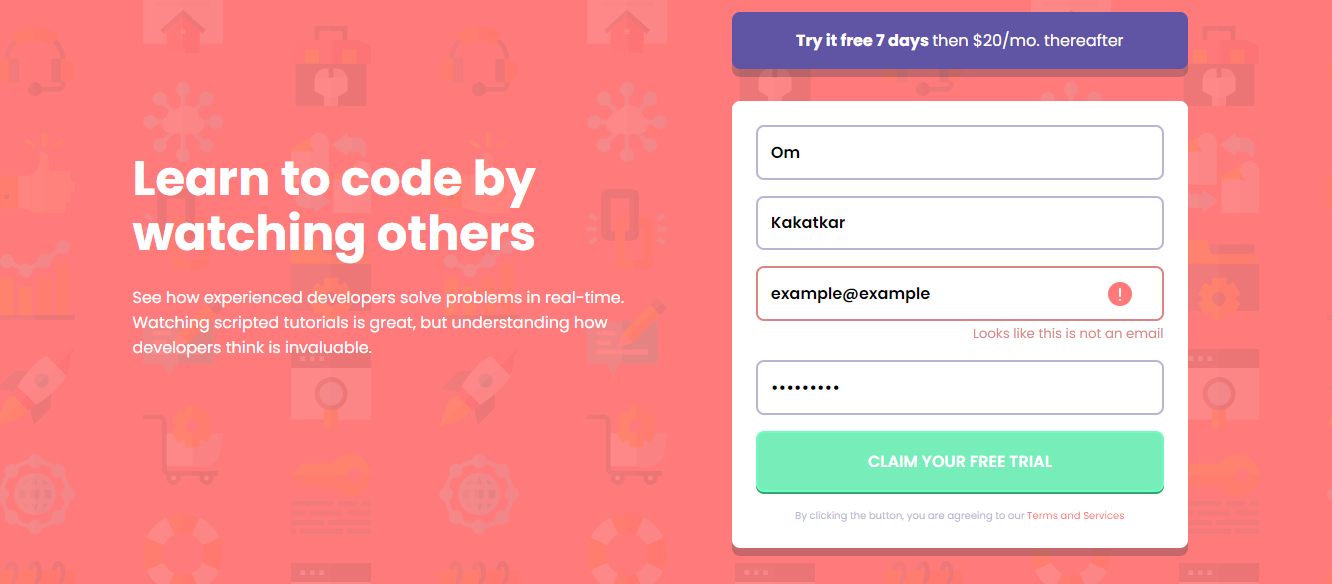 Try it free 7 days then $20/mo. thereafter
Learn to code by
watching others
See how experienced developers solve problems in real-time.
Watching scripted tutorials is great, but understanding how
developers think is invaluable.
Om
Kakatkar
example@example
!
Looks like this is not an email
•••••••••
CLAIM YOUR FREE TRIAL
By clicking the button, you are agreeing to our Terms and Services